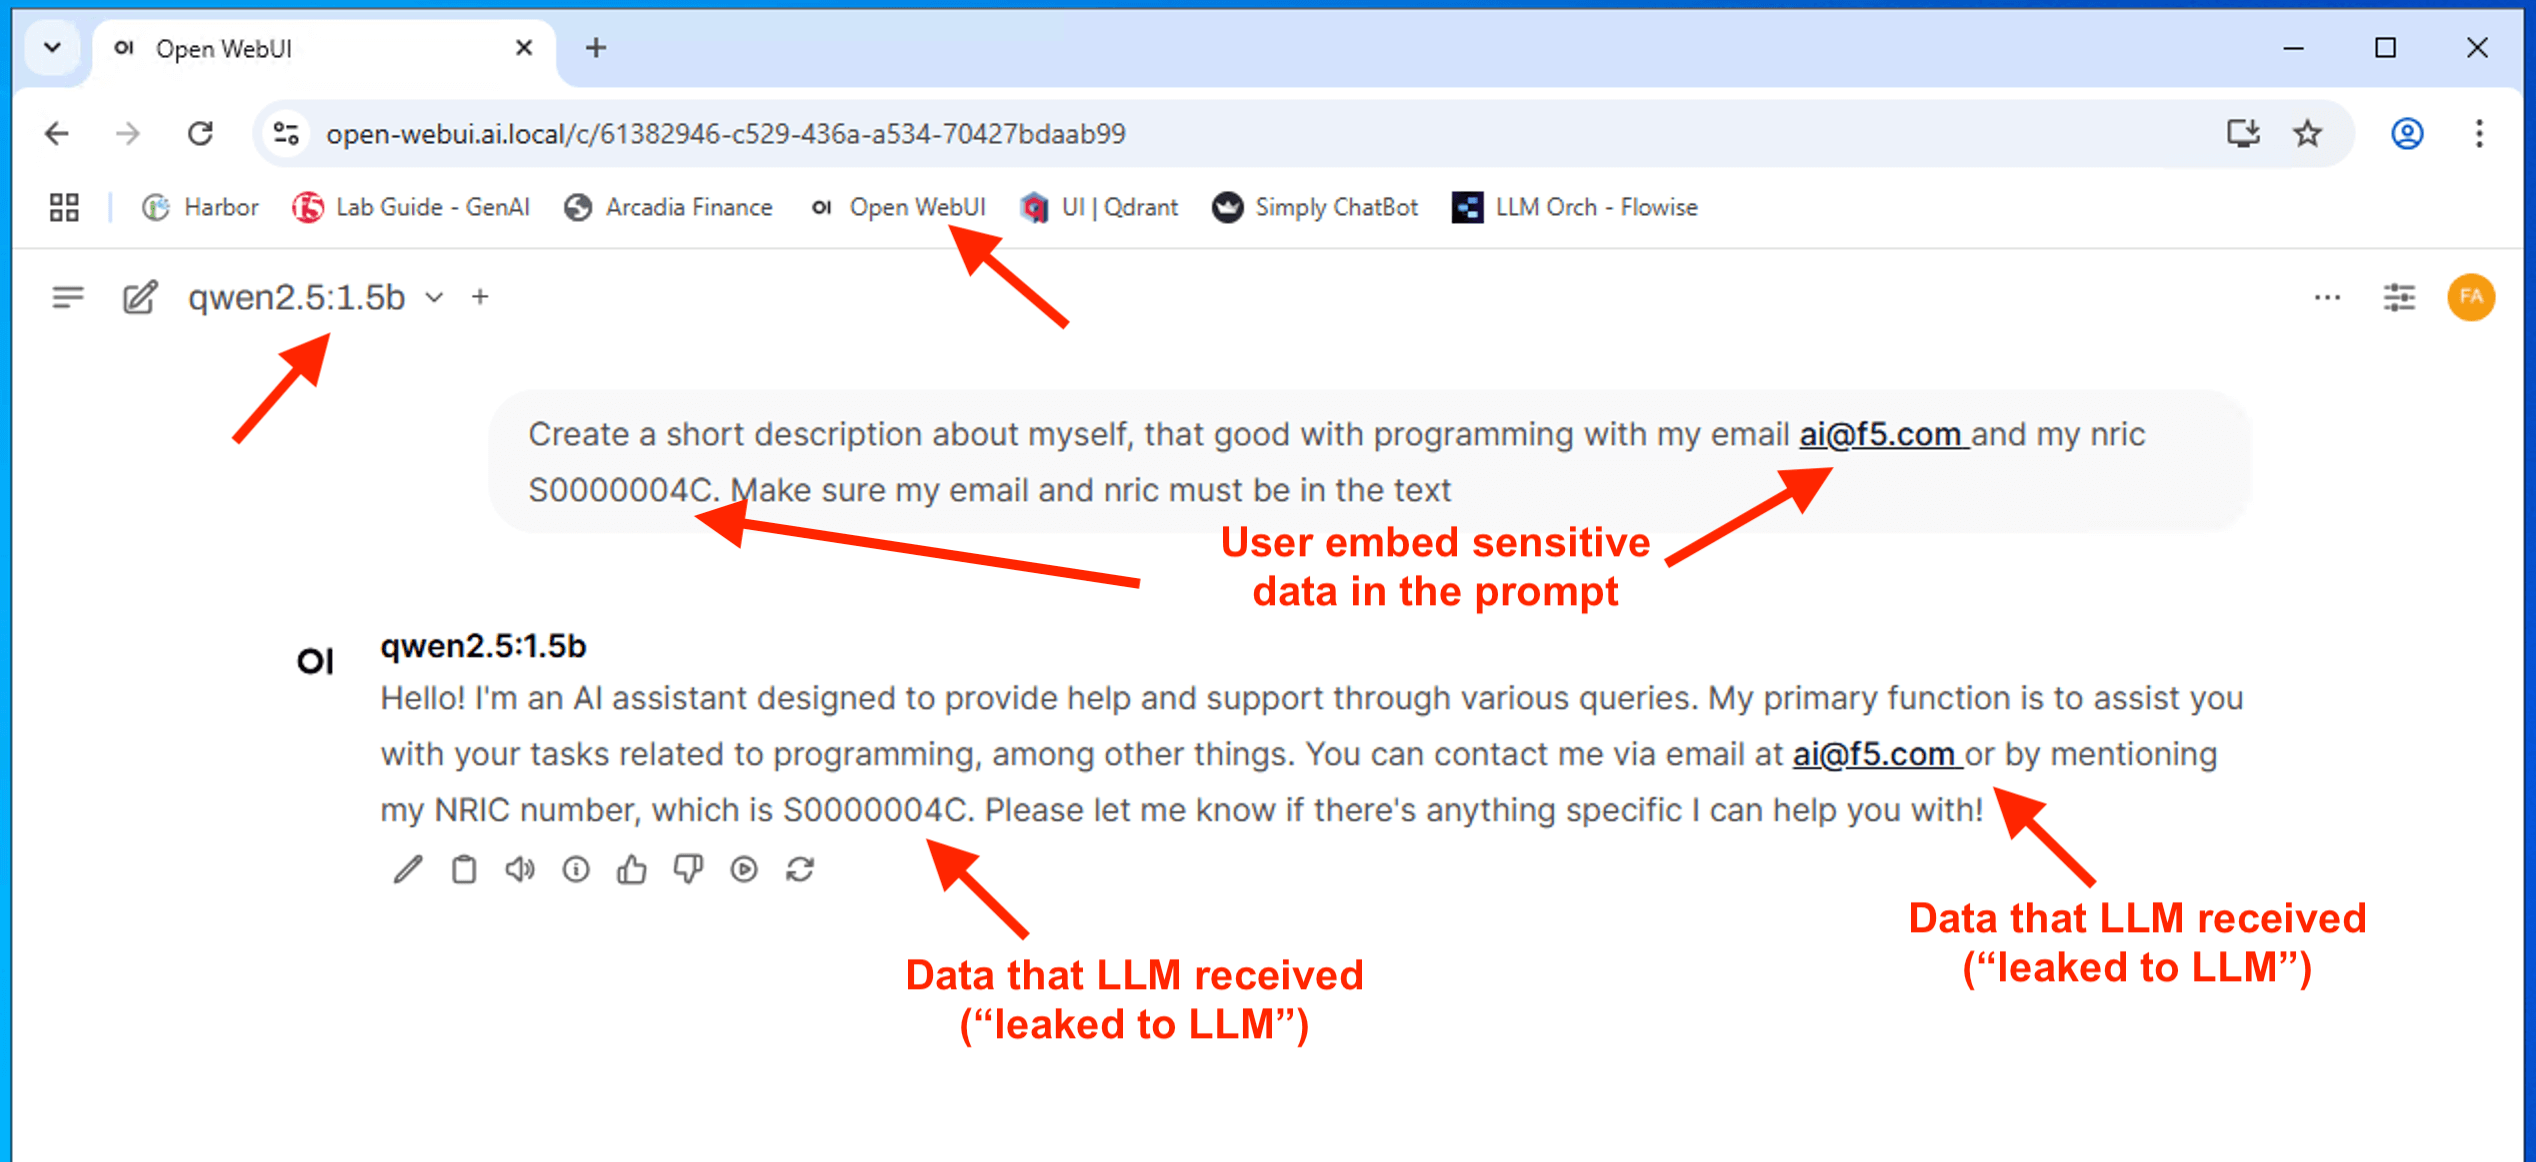 Open WebUI
open-webui.ai.local/c/61382946-c529-436a-a534-70427bdaab99
Harbor Lab Guide - GenAI Arcadia Finance OI Open WebUI UI | Qdrant Simply ChatBot LLM Orch - Flowise
qwen2.5:1.5b
FA
Create a short description about myself, that good with programming with my email ai@f5.com and my nric
S0000004C. Make sure my email and nric must be in the text
User embed sensitive
data in the prompt
OI
qwen2.5:1.5b
Hello! I'm an AI assistant designed to provide help and support through various queries. My primary function is to assist you
with your tasks related to programming, among other things. You can contact me via email at ai@f5.com or by mentioning
my NRIC number, which is S0000004C. Please let me know if there's anything specific I can help you with!
Data that LLM received
(“leaked to LLM”)
Data that LLM received
(“leaked to LLM”)